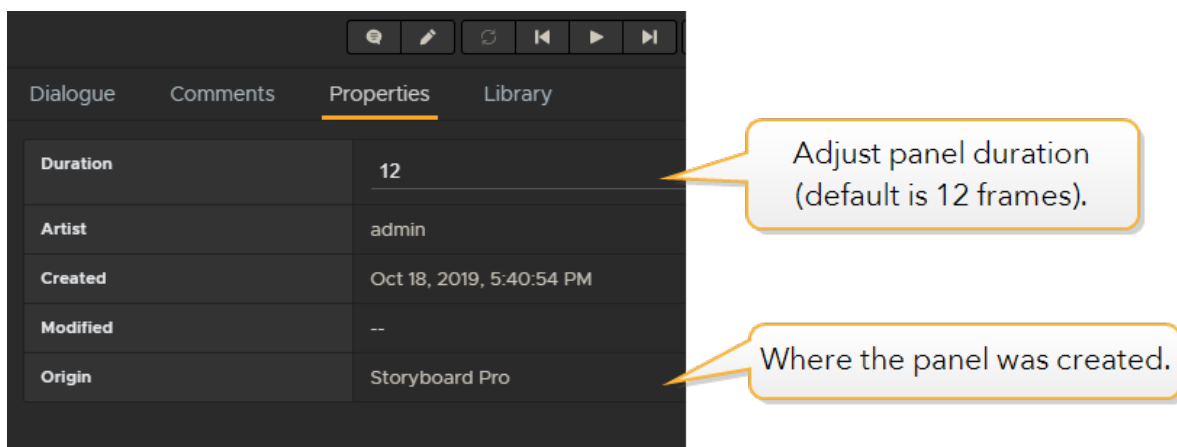 Dialogue Comments Properties Library
Duration 12
Adjust panel duration
(default is 12 frames).
Artist admin
Created Oct 18, 2019, 5:40:54 PM
Modified --
Origin Storyboard Pro
Where the panel was created.